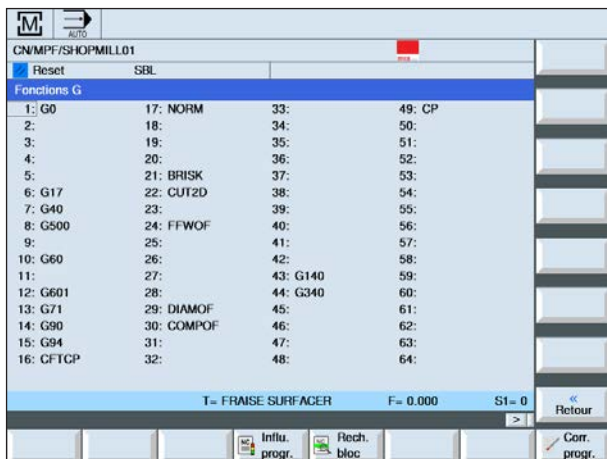 M
AUTO
CN/MPF/SHOPMILL01
Reset SBL
Fonctions G
1: G0 17: NORM 33: 49: CP
2: 18: 34: 50:
3: 19: 35: 51:
4: 20: 36: 52:
5: 21: BRISK 37: 53:
6: G17 22: CUT2D 38: 54:
7: G40 23: 39: 55:
8: G500 24: FFWOF 40: 56:
9: 25: 41: 57:
10: G60 26: 42: 58:
11: 27: 43: G140 59:
12: G601 28: 44: G340 60:
13: G71 29: DIAMOF 45: 61:
14: G90 30: COMPOF 46: 62:
15: G94 31: 47: 63:
16: CFTCP 32: 48: 64:
T= FRAISE SURFACER F= 0.000 S1= 0
«
Retour
>
NC Influ. progr.
NC Rech. bloc
Corr. progr.